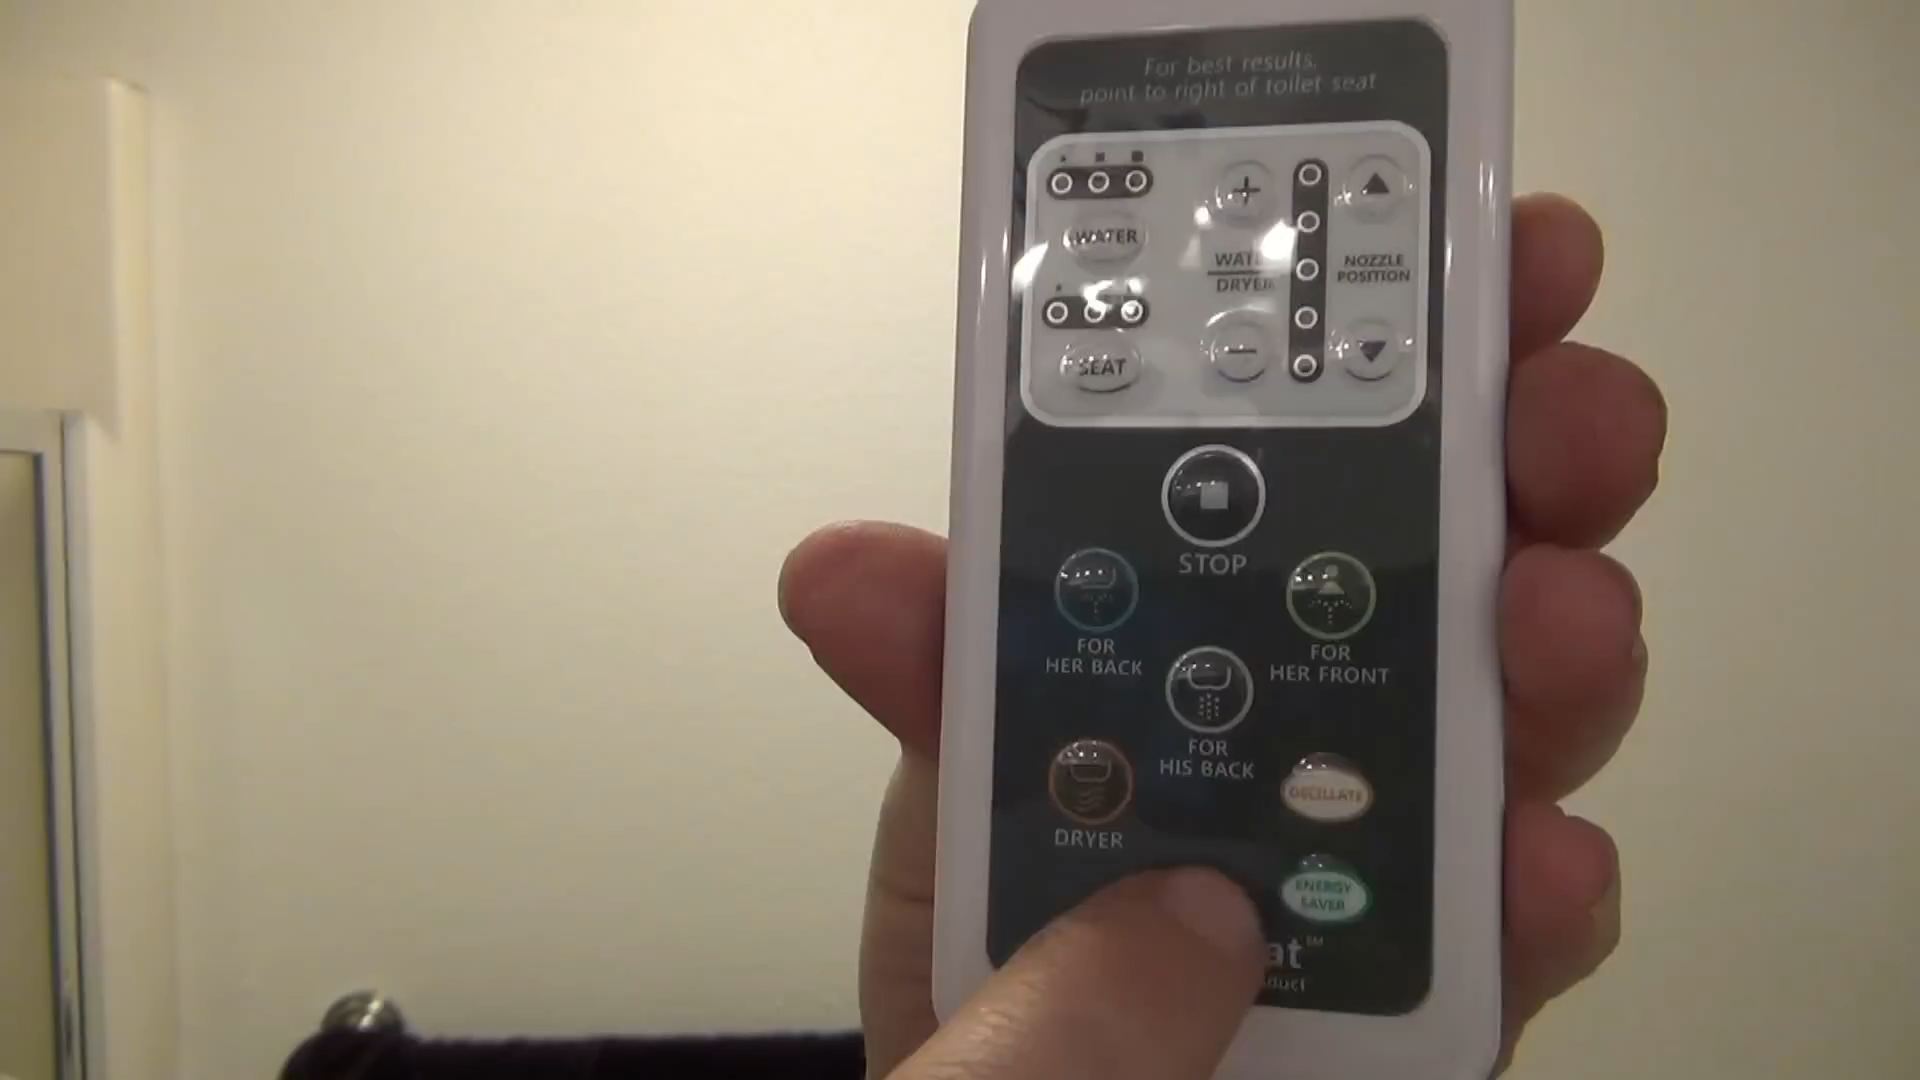 For best results,
point to right of toilet seat
WATER
SEAT
DRYER
NOZZLE
POSITION
STOP
FOR
HER BACK
FOR
HER FRONT
FOR
HIS BACK
DRYER
OSCILLATE
ENERGY
SAVER